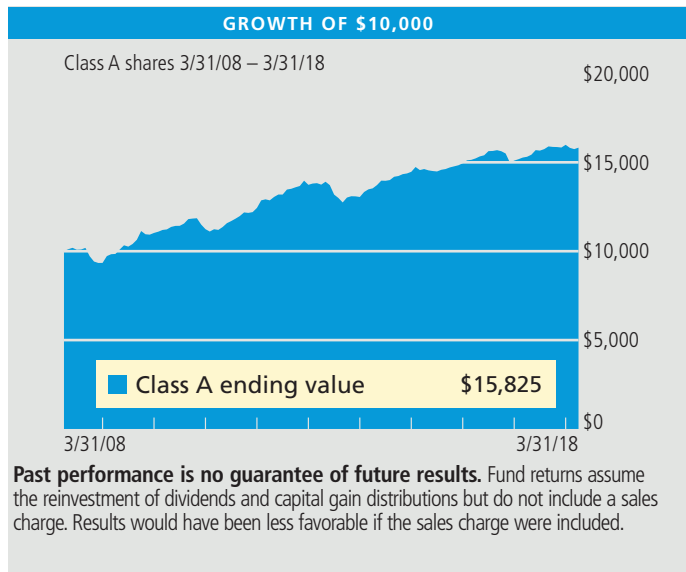 GROWTH OF $10,000
Class A shares 3/31/08 – 3/31/18
$20,000
$15,000
$10,000
$5,000
Class A ending value $15,825
$0
3/31/08 3/31/18
Past performance is no guarantee of future results. Fund returns assume
the reinvestment of dividends and capital gain distributions but do not include a sales
charge. Results would have been less favorable if the sales charge were included.